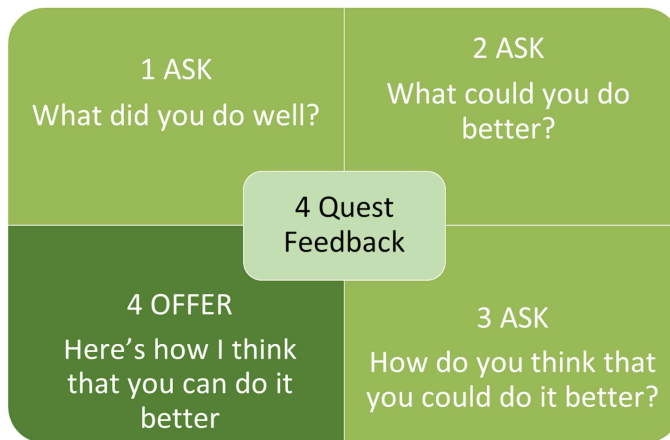 1 ASK
What did you do well?
2 ASK
What could you do
better?
4 Quest
Feedback
3 ASK
How do you think that
you could do it better?
4 OFFER
Here’s how I think
that you can do it
better